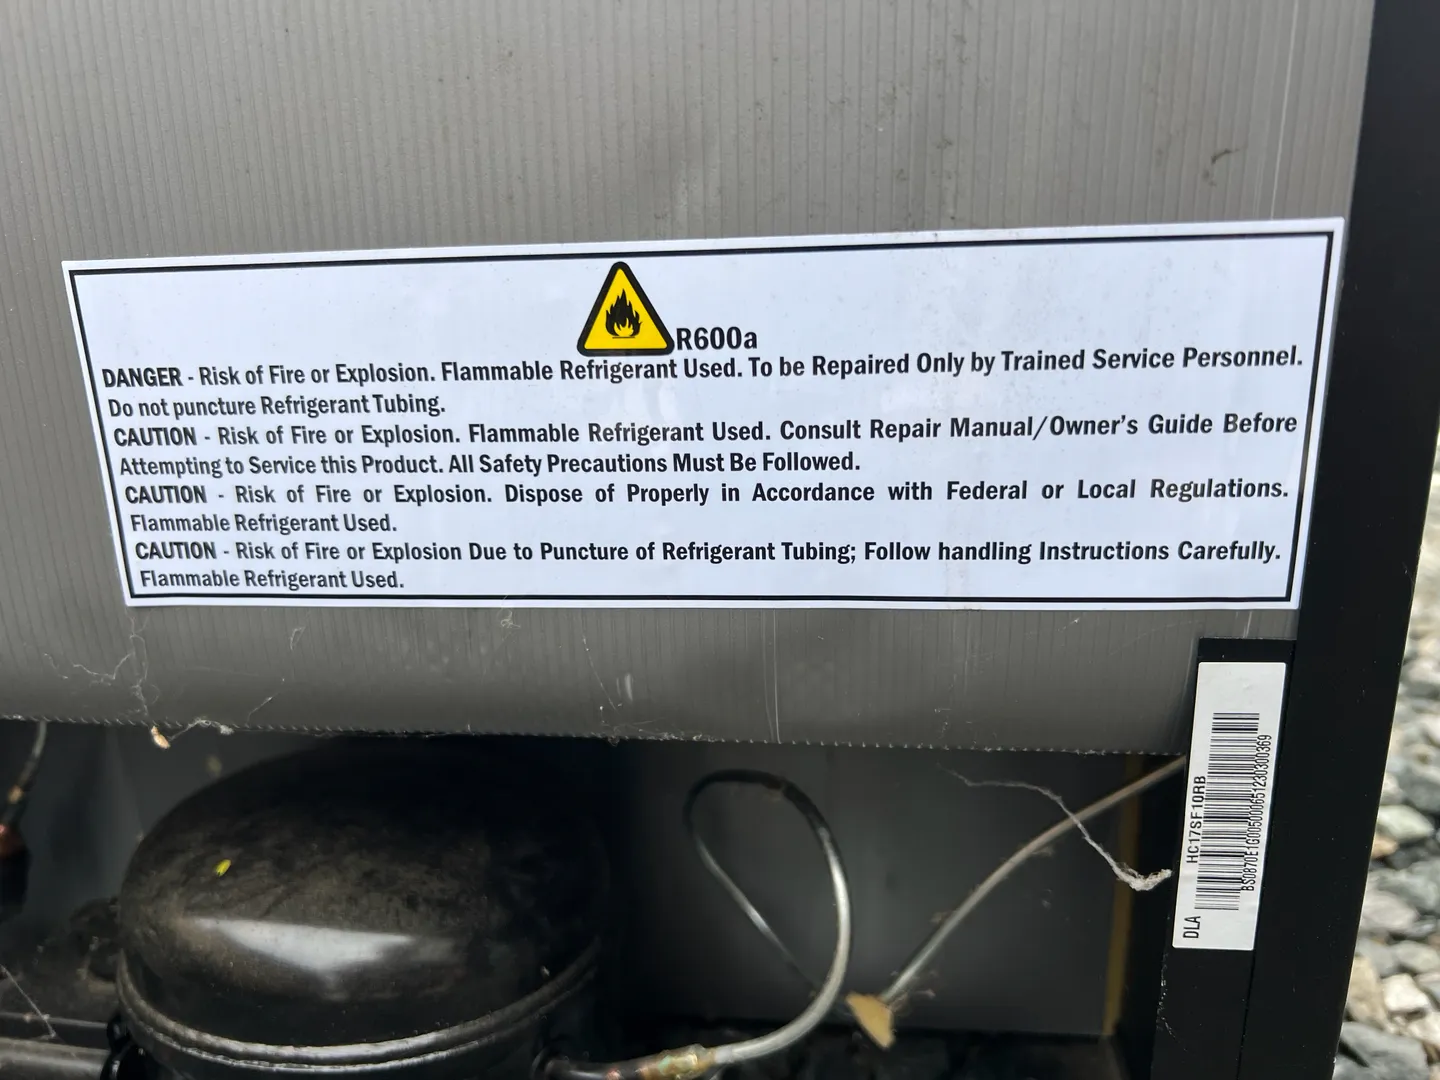 R600a
DANGER - Risk of Fire or Explosion. Flammable Refrigerant Used. To be Repaired Only by Trained Service Personnel.
Do not puncture Refrigerant Tubing.
CAUTION - Risk of Fire or Explosion. Flammable Refrigerant Used. Consult Repair Manual/Owner's Guide Before
Attempting to Service this Product. All Safety Precautions Must Be Followed.
CAUTION - Risk of Fire or Explosion. Dispose of Properly in Accordance with Federal or Local Regulations.
Flammable Refrigerant Used.
CAUTION - Risk of Fire or Explosion Due to Puncture of Refrigerant Tubing; Follow handling Instructions Carefully.
Flammable Refrigerant Used.
DLA HC17SF10RB